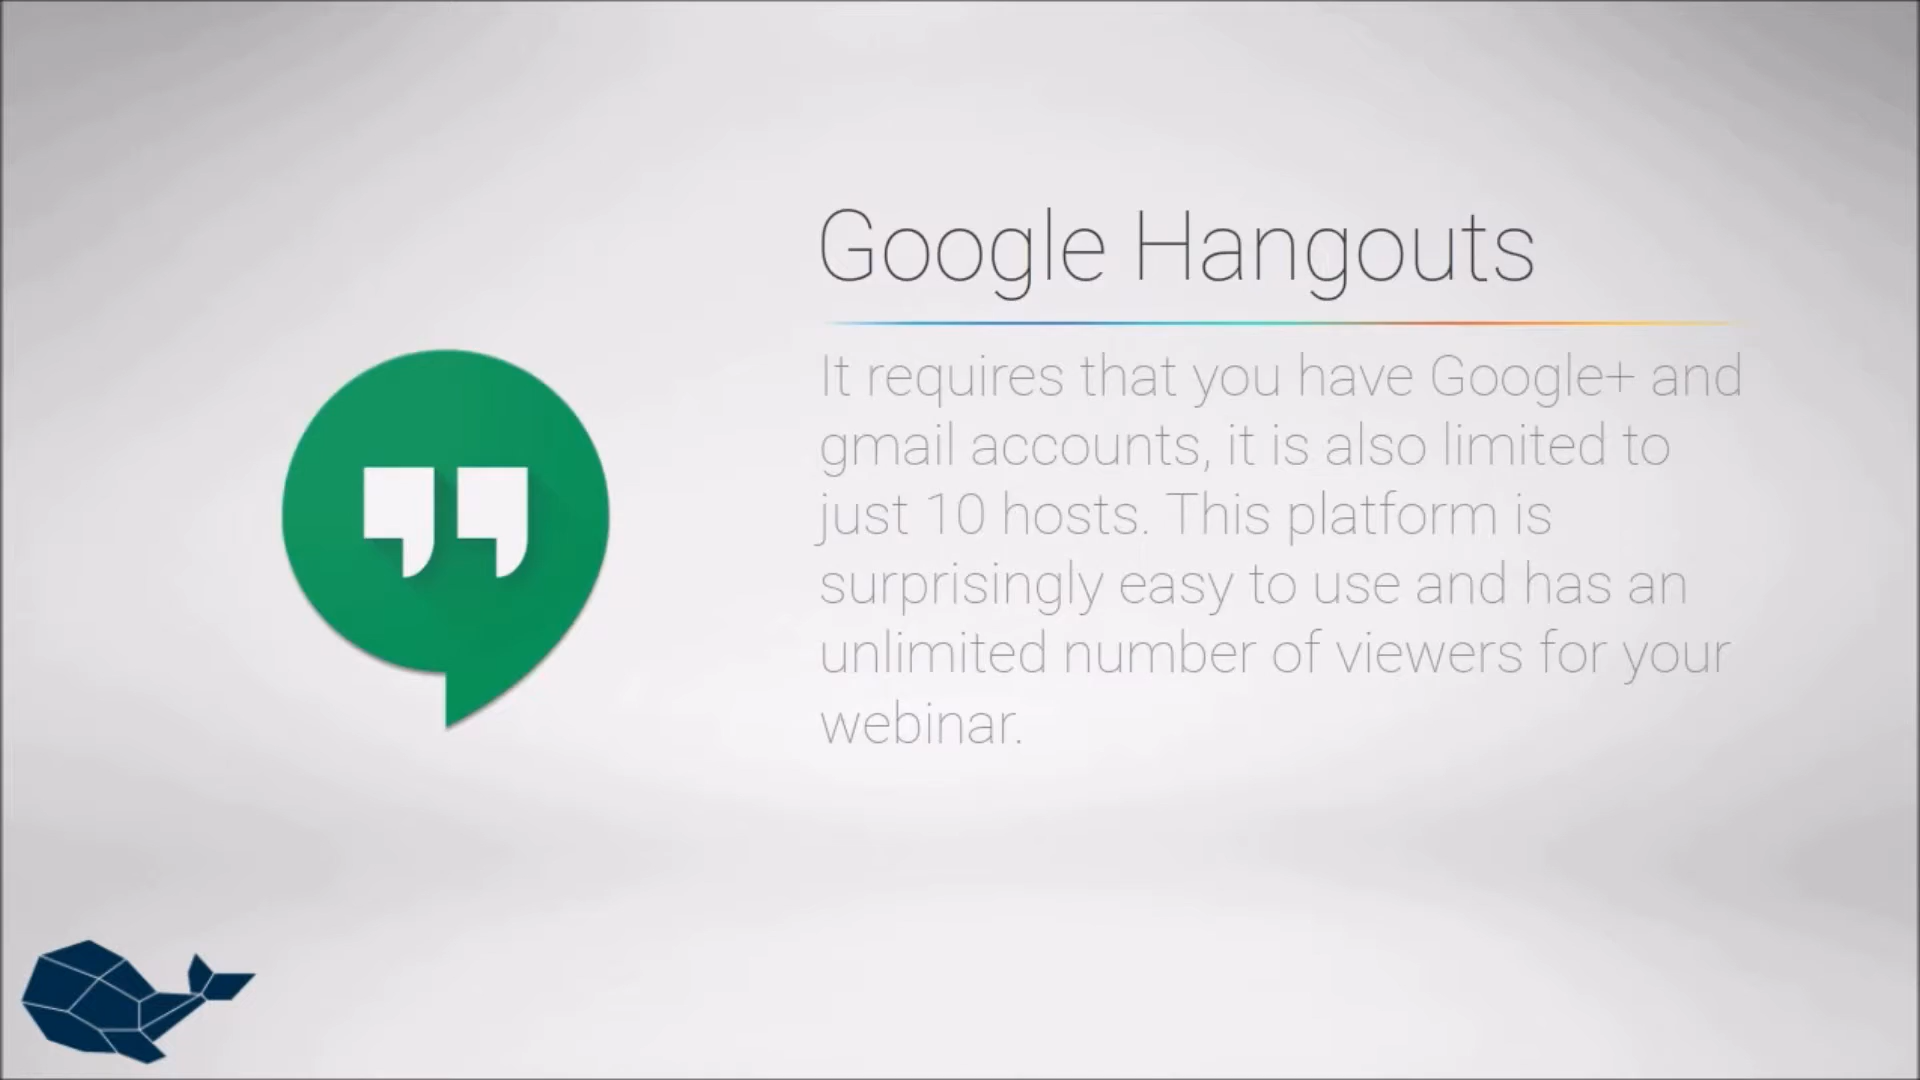 Google Hangouts
It requires that you have Google+ and
gmail accounts, it is also limited to
just 10 hosts. This platform is
surprisingly easy to use and has an
unlimited number of viewers for your
webinar.